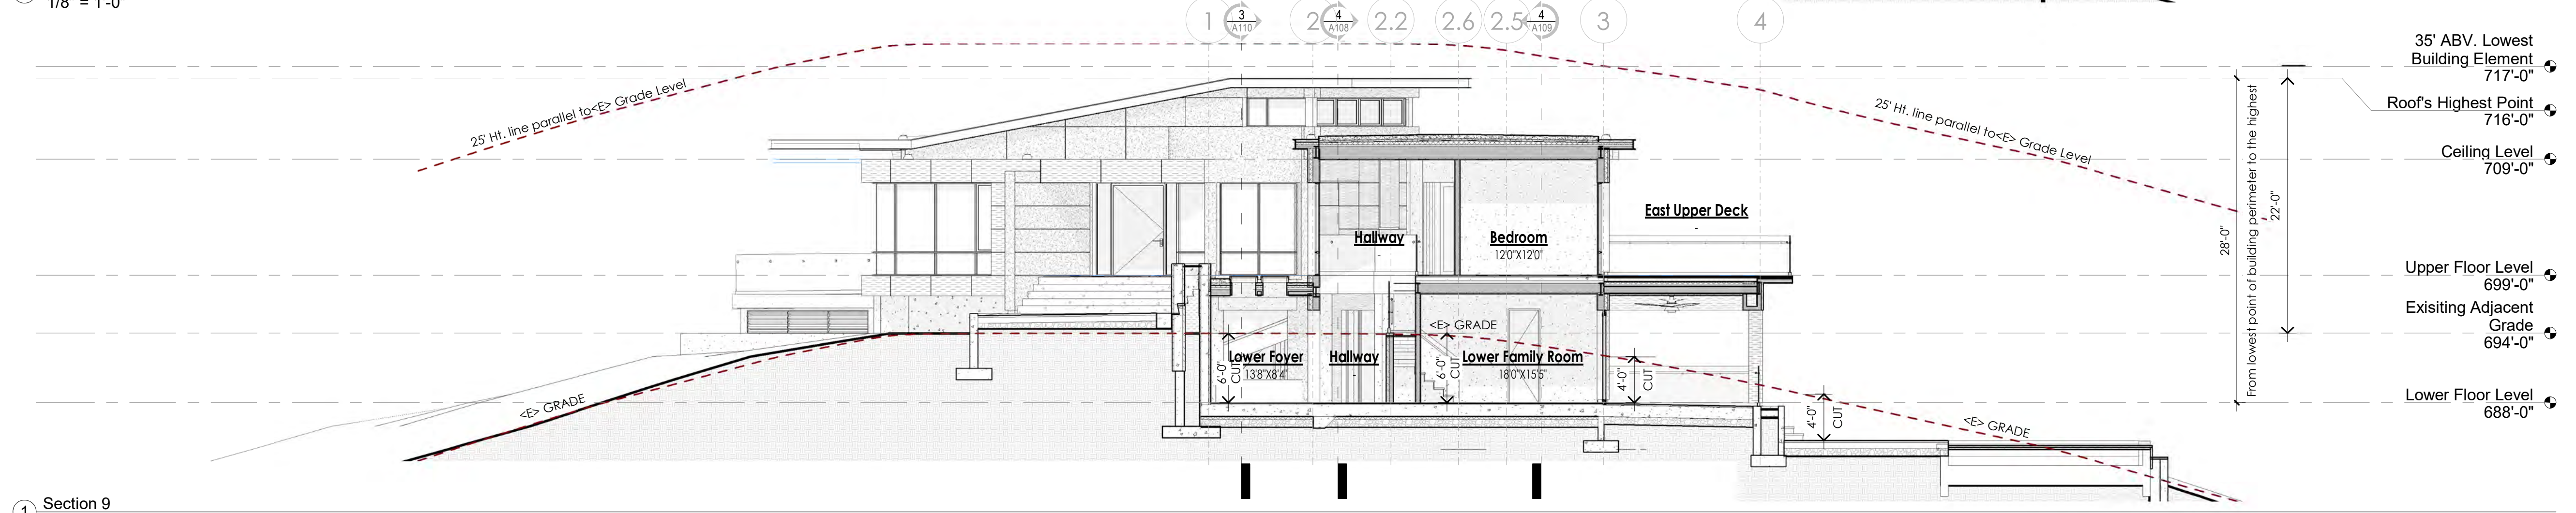 1/8" = 1'-0"
1
3
A110
2
4
A108
2.2
2.6
2.5
4
A109
3
4
35' ABV. Lowest
Building Element
717'-0"
25' Ht. line parallel to<E> Grade Level
25' Ht. line parallel to<E> Grade Level
Roof's Highest Point
716'-0"
Ceiling Level
709'-0"
East Upper Deck
-
Hallway
-
Bedroom
12'0"X12'0"
28'-0"
From lowest point of building perimeter to the highest
22'-0"
Upper Floor Level
699'-0"
Exisiting Adjacent
Grade
694'-0"
<E> GRADE
Lower Foyer
13'8"X8'4"
Hallway
-
Lower Family Room
18'0"X15'5"
6'-0"
CUT
6'-0"
CUT
4'-0"
CUT
4'-0"
CUT
<E> GRADE
<E> GRADE
Lower Floor Level
688'-0"
1
Section 9